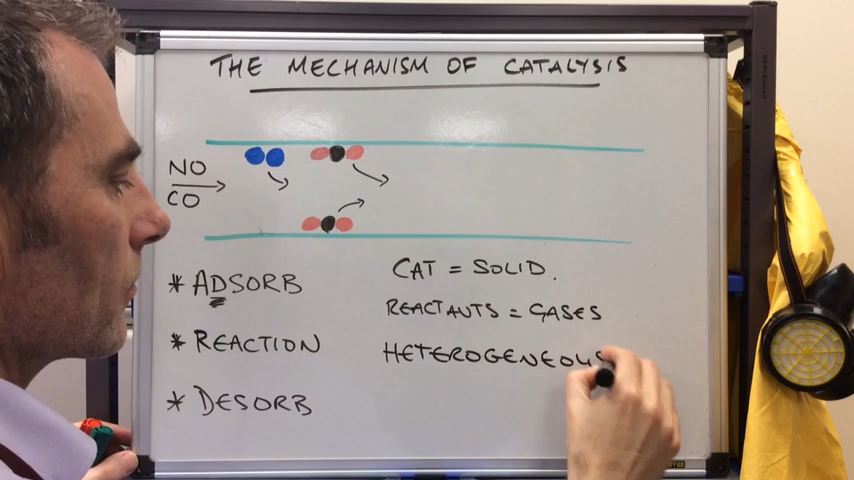 THE MECHANISM OF CATALYSIS
NO
CO
* ADSORB
* REACTION
* DESORB
CAT = SOLID.
REACTANTS = GASES
HETEROGENEOUS